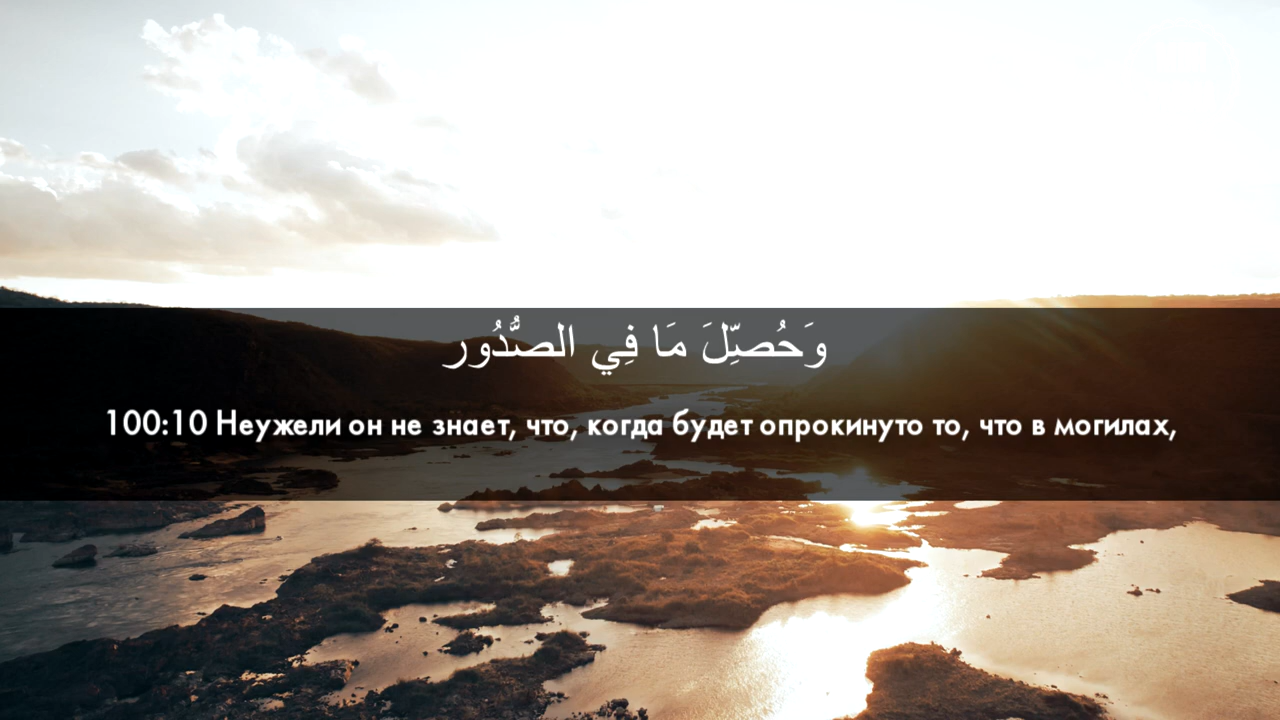 وَحُصِّلَ مَا فِي الصُّدُور
100:10 Неужели он не знает, что, когда будет опрокинуто то, что в могилах,